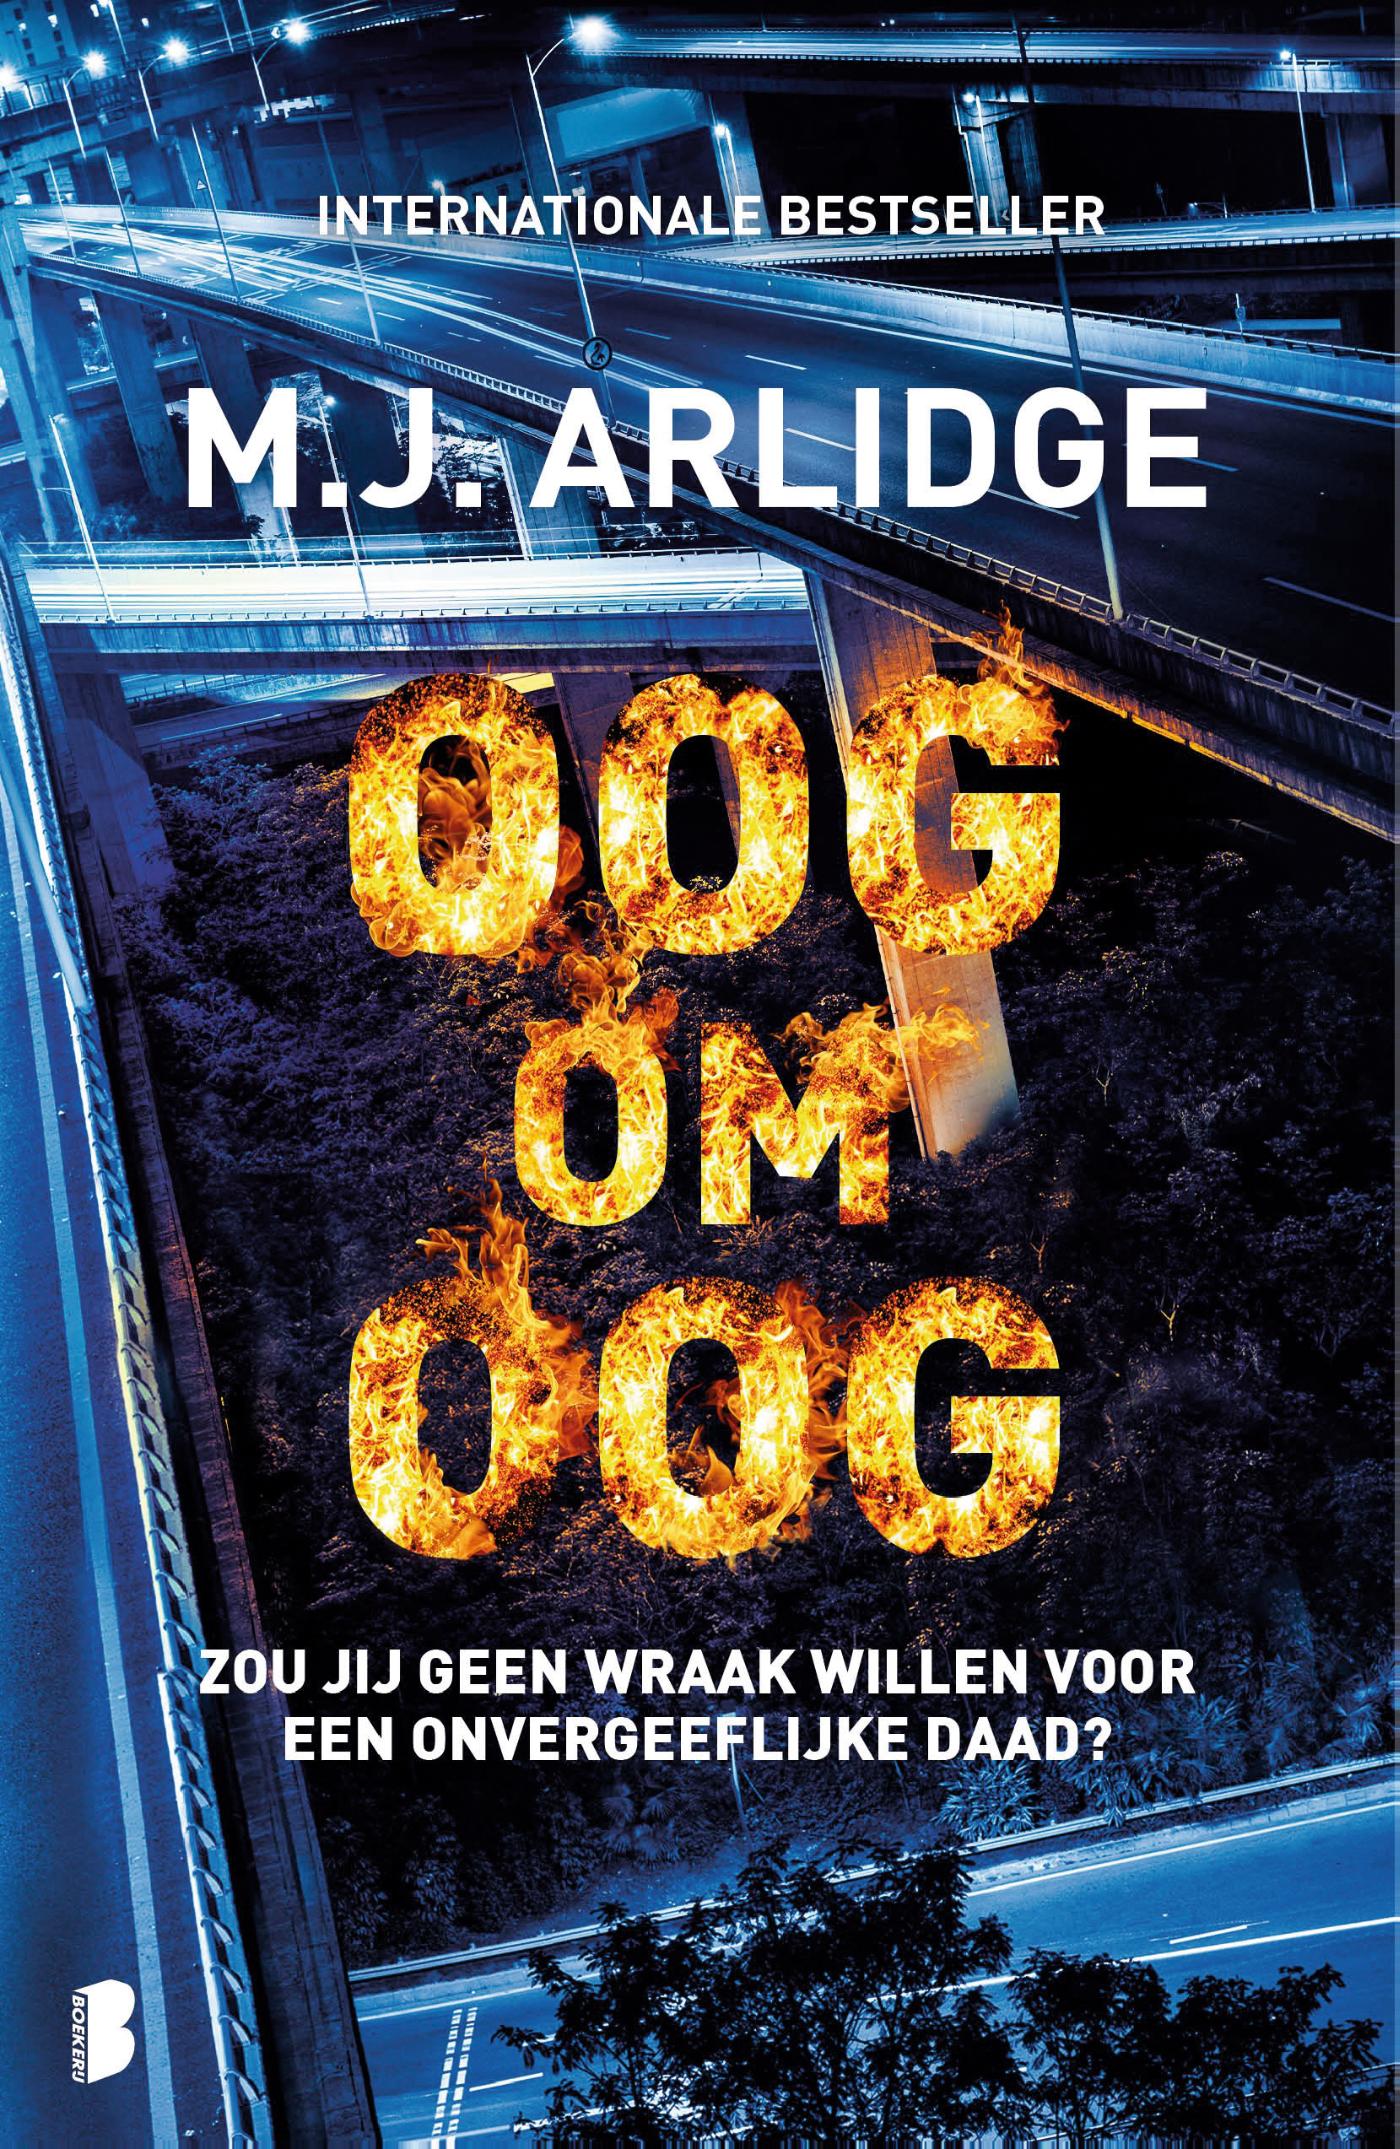 INTERNATIONALE BESTSELLER
M.J. ARLIDGE
OOG
OM
OOG
ZOU JIJ GEEN WRAAK WILLEN VOOR
EEN ONVERGEEFLIJKE DAAD?
BOEKERIJ